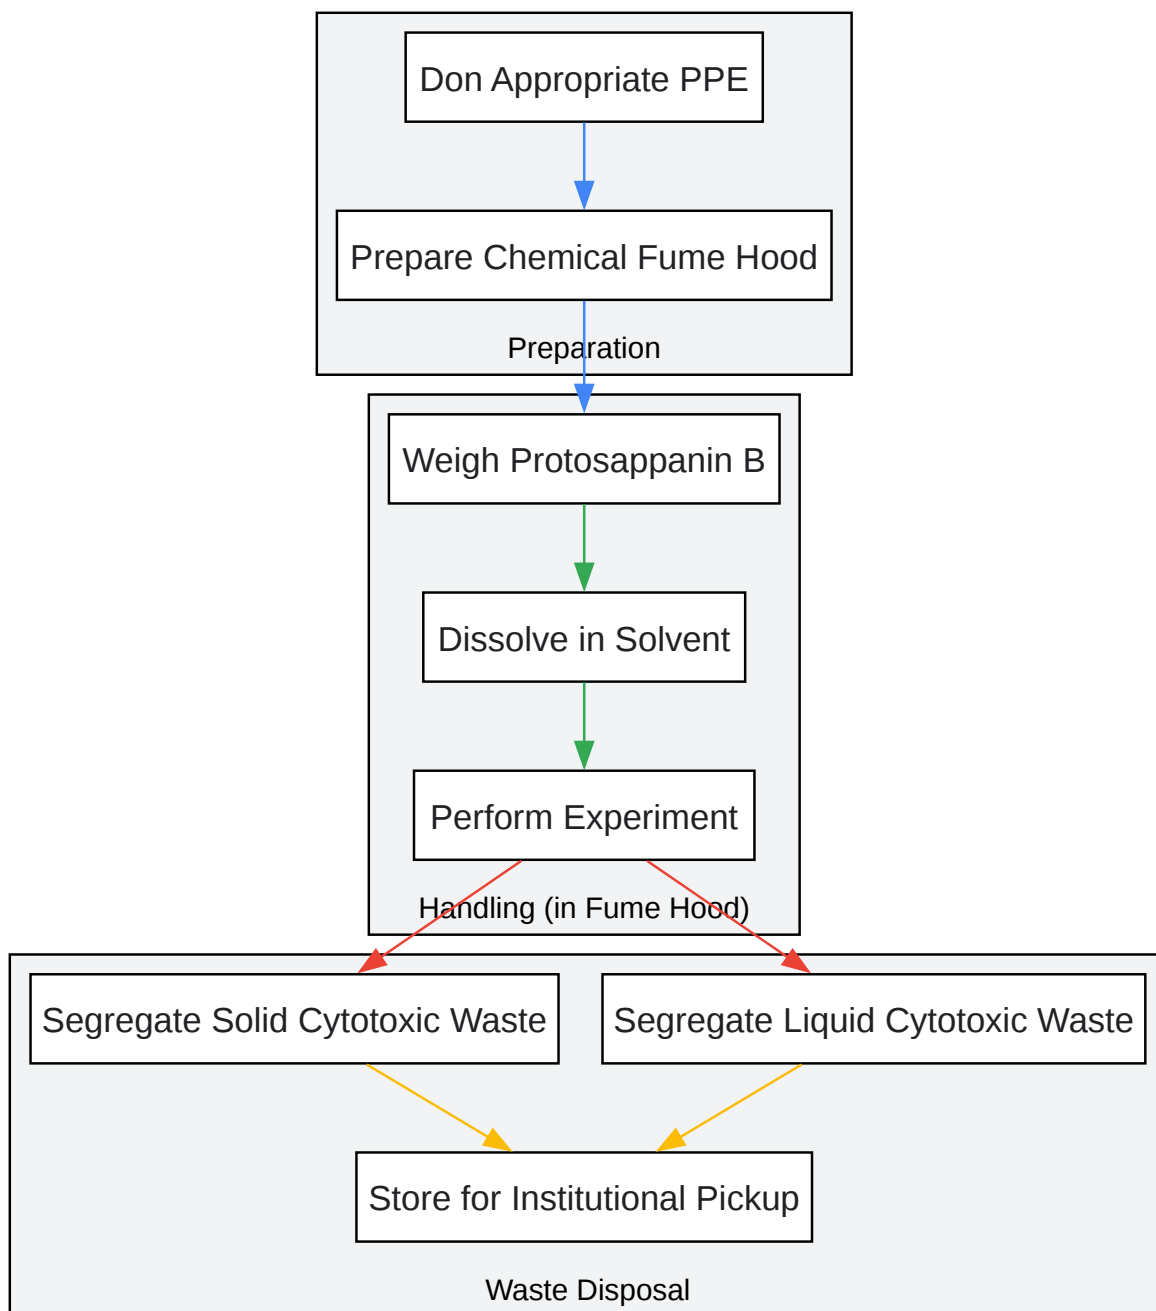 Don Appropriate PPE
Prepare Chemical Fume Hood
Preparation
Weigh Protosappanin B
Dissolve in Solvent
Perform Experiment
Handling (in Fume Hood)
Segregate Solid Cytotoxic Waste
Segregate Liquid Cytotoxic Waste
Store for Institutional Pickup
Waste Disposal